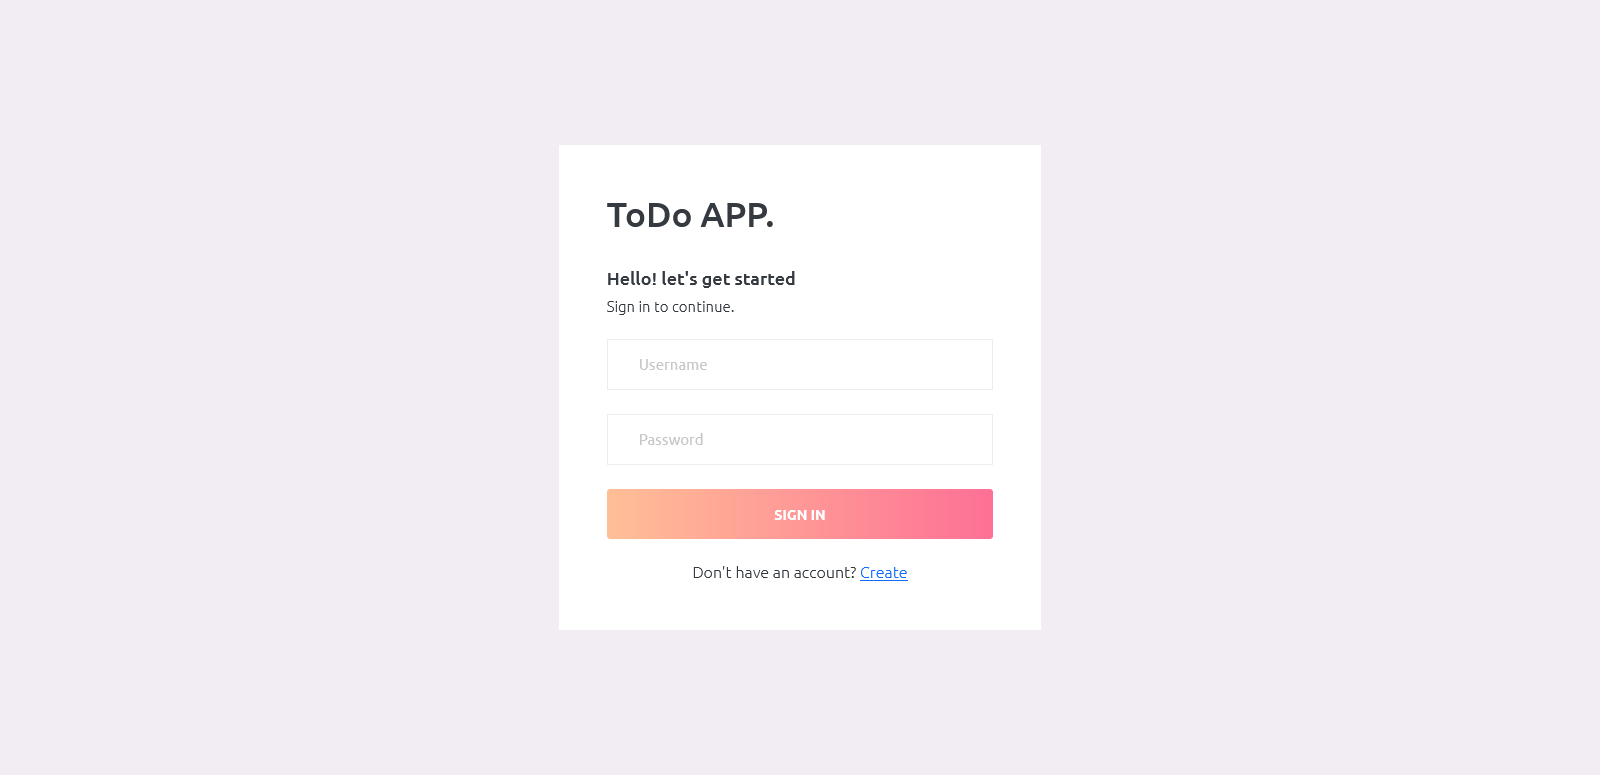 ToDo APP.
Hello! let's get started
Sign in to continue.
Username
Password
SIGN IN
Don't have an account? Create